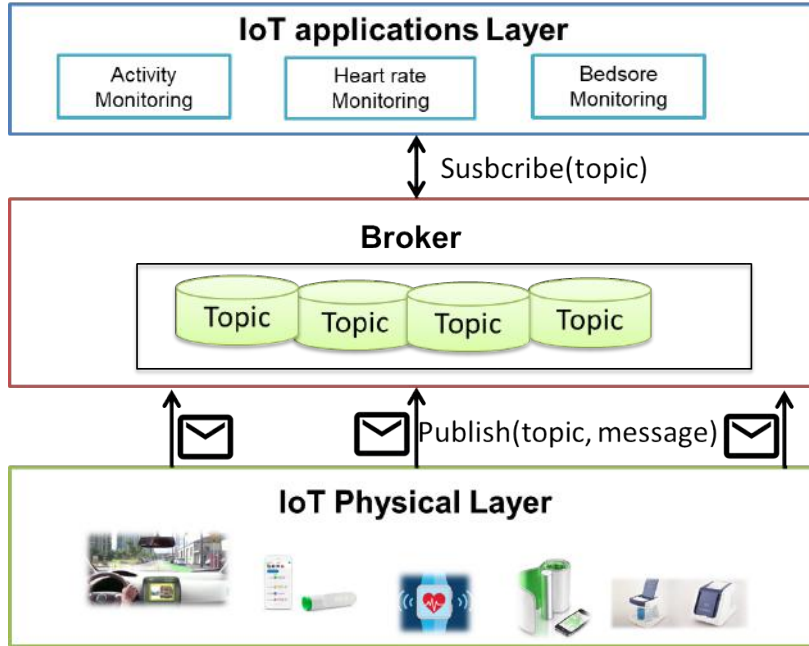 IoT applications Layer
Activity
Monitoring
Heart rate
Monitoring
Bedsore
Monitoring
Susbcribe(topic)
Broker
Topic
Topic
Topic
Topic
Publish(topic, message)
IoT Physical Layer